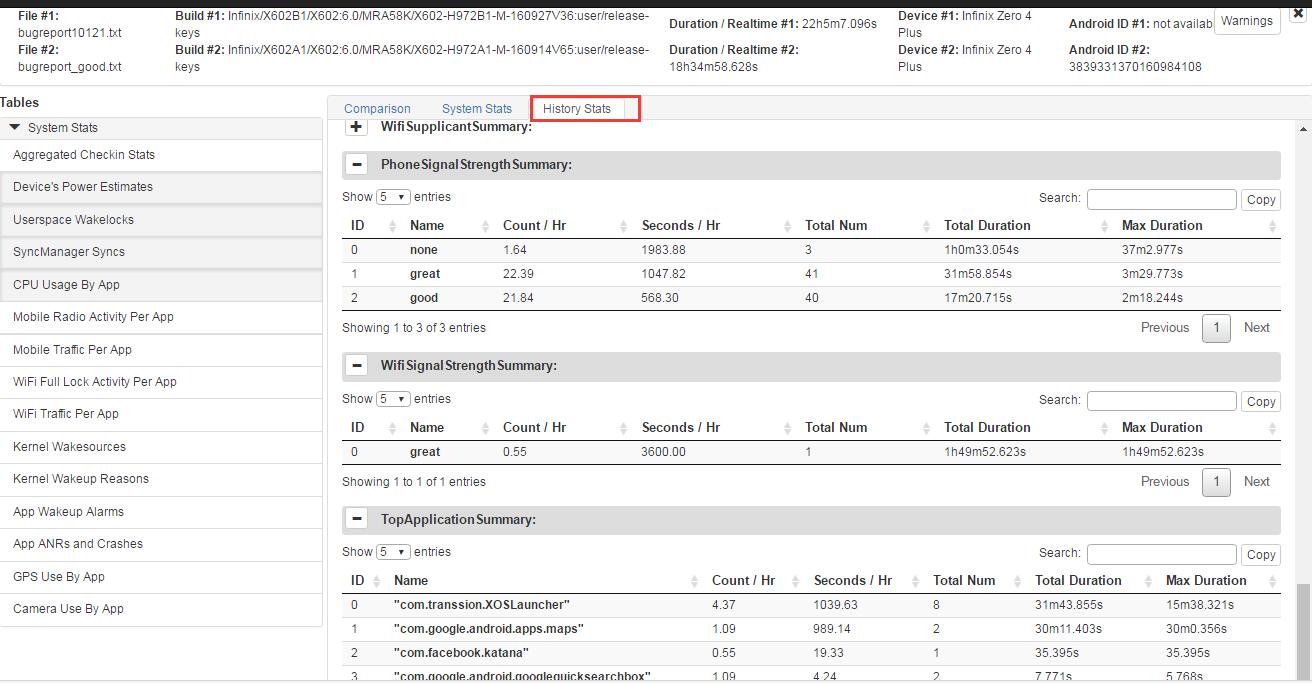 File #1:
bugreport10121.txt
File #2:
bugreport_good.txt
Build #1: Infinix/X602B1/X602:6.0/MRA58K/X602-H972B1-M-160927V36:user/release-
keys
Build #2: Infinix/X602A1/X602:6.0/MRA58K/X602-H972A1-M-160914V65:user/release-
keys
Duration / Realtime #1: 22h5m7.096s
Duration / Realtime #2:
18h34m58.628s
Device #1: Infinix Zero 4
Plus
Device #2: Infinix Zero 4
Plus
Android ID #1: not availab
Android ID #2:
3839331370160984108
Warnings
Tables
System Stats
Aggregated Checkin Stats
Device's Power Estimates
Userspace Wakelocks
SyncManager Syncs
CPU Usage By App
Mobile Radio Activity Per App
Mobile Traffic Per App
WiFi Full Lock Activity Per App
WiFi Traffic Per App
Kernel Wakesources
Kernel Wakeup Reasons
App Wakeup Alarms
App ANRs and Crashes
GPS Use By App
Camera Use By App
Comparison System Stats History Stats
Wifi Supplicant Summary:
Phone Signal Strength Summary:
Show 5 entries Search: Copy
ID Name Count / Hr Seconds / Hr Total Num Total Duration Max Duration
0 none 1.64 1983.88 3 1h0m33.054s 37m2.977s
1 great 22.39 1047.82 41 31m58.854s 3m29.773s
2 good 21.84 568.30 40 17m20.715s 2m18.244s
Showing 1 to 3 of 3 entries Previous 1 Next
Wifi Signal Strength Summary:
Show 5 entries Search: Copy
ID Name Count / Hr Seconds / Hr Total Num Total Duration Max Duration
0 great 0.55 3600.00 1 1h49m52.623s 1h49m52.623s
Showing 1 to 1 of 1 entries Previous 1 Next
Top Application Summary:
Show 5 entries Search: Copy
ID Name Count / Hr Seconds / Hr Total Num Total Duration Max Duration
0 "com.transsion.XOSLauncher" 4.37 1039.63 8 31m43.855s 15m38.321s
1 "com.google.android.apps.maps" 1.09 989.14 2 30m11.403s 30m0.356s
2 "com.facebook.katana" 0.55 19.33 1 35.395s 35.395s
3 "com.google.android.googlequicksearchbox" 1.09 4.24 2 7.771s 5.768s